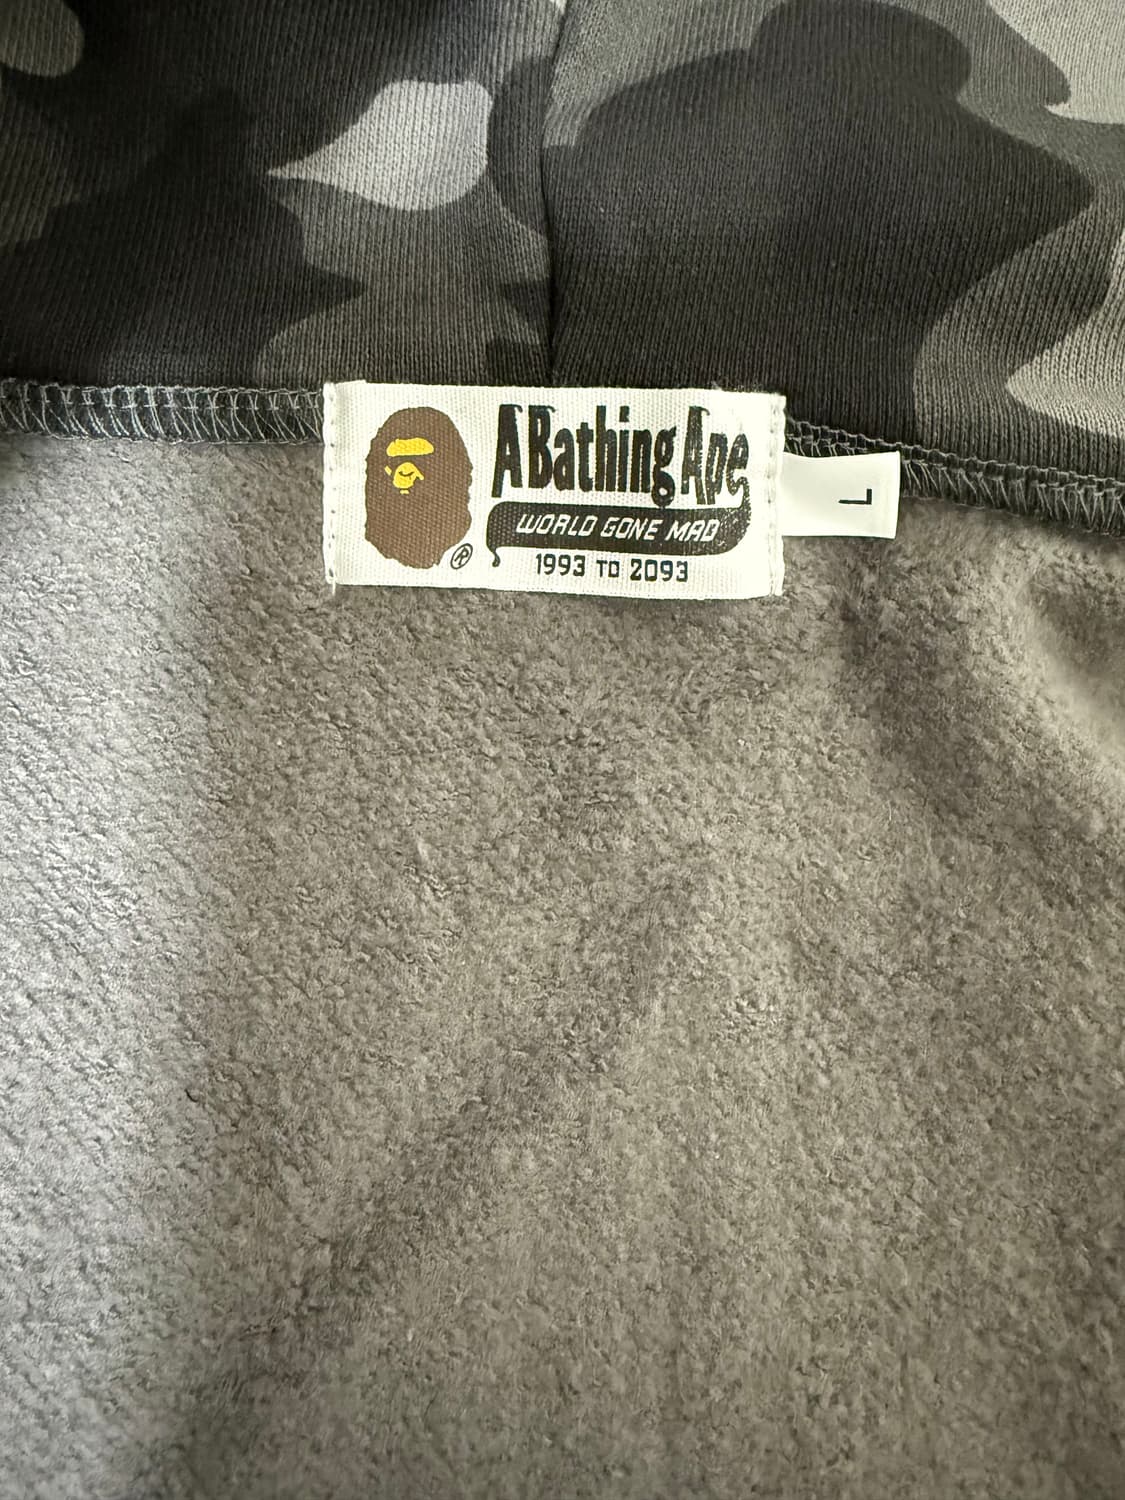 A Bathing Ape
WORLD GONE MAD
1993 TO 2093
®
L